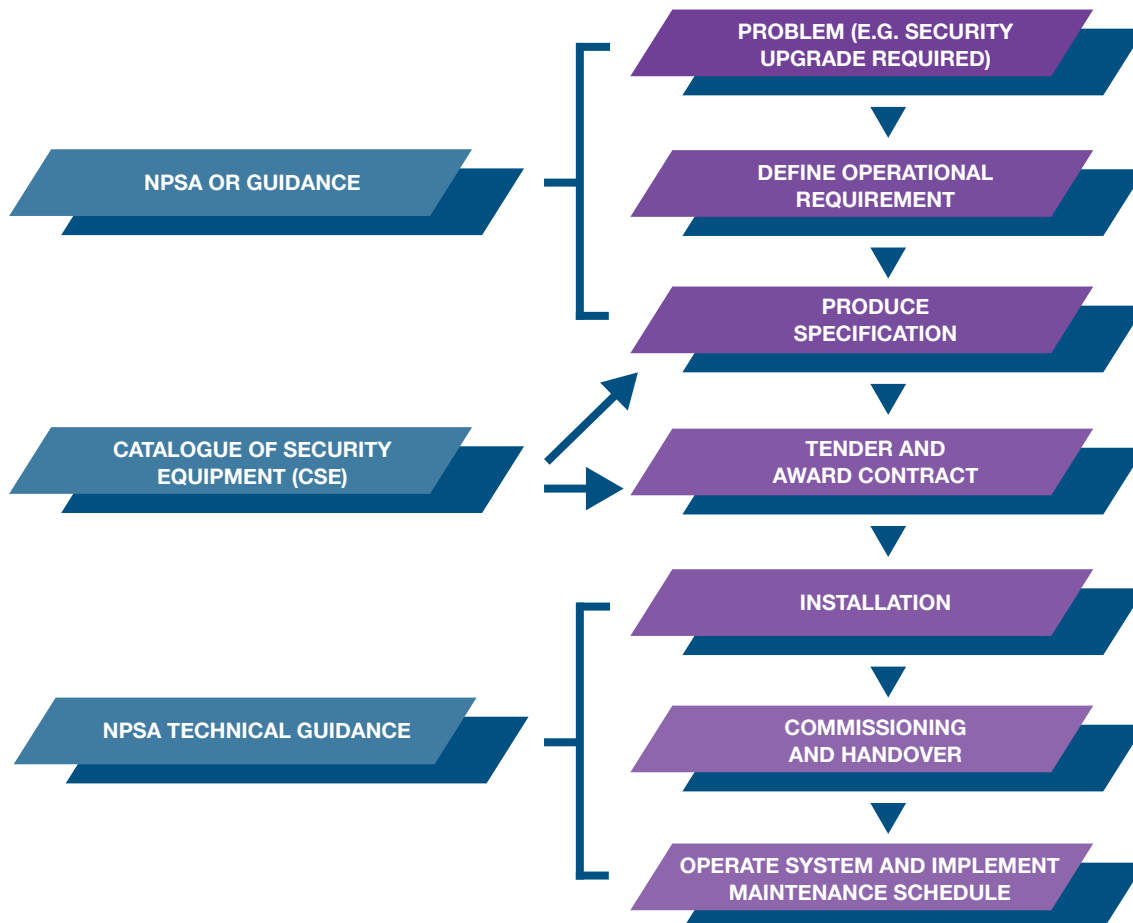 PROBLEM (E.G. SECURITY
UPGRADE REQUIRED)
NPSA OR GUIDANCE
DEFINE OPERATIONAL
REQUIREMENT
PRODUCE
SPECIFICATION
CATALOGUE OF SECURITY
EQUIPMENT (CSE)
TENDER AND
AWARD CONTRACT
INSTALLATION
NPSA TECHNICAL GUIDANCE
COMMISSIONING
AND HANDOVER
OPERATE SYSTEM AND IMPLEMENT
MAINTENANCE SCHEDULE